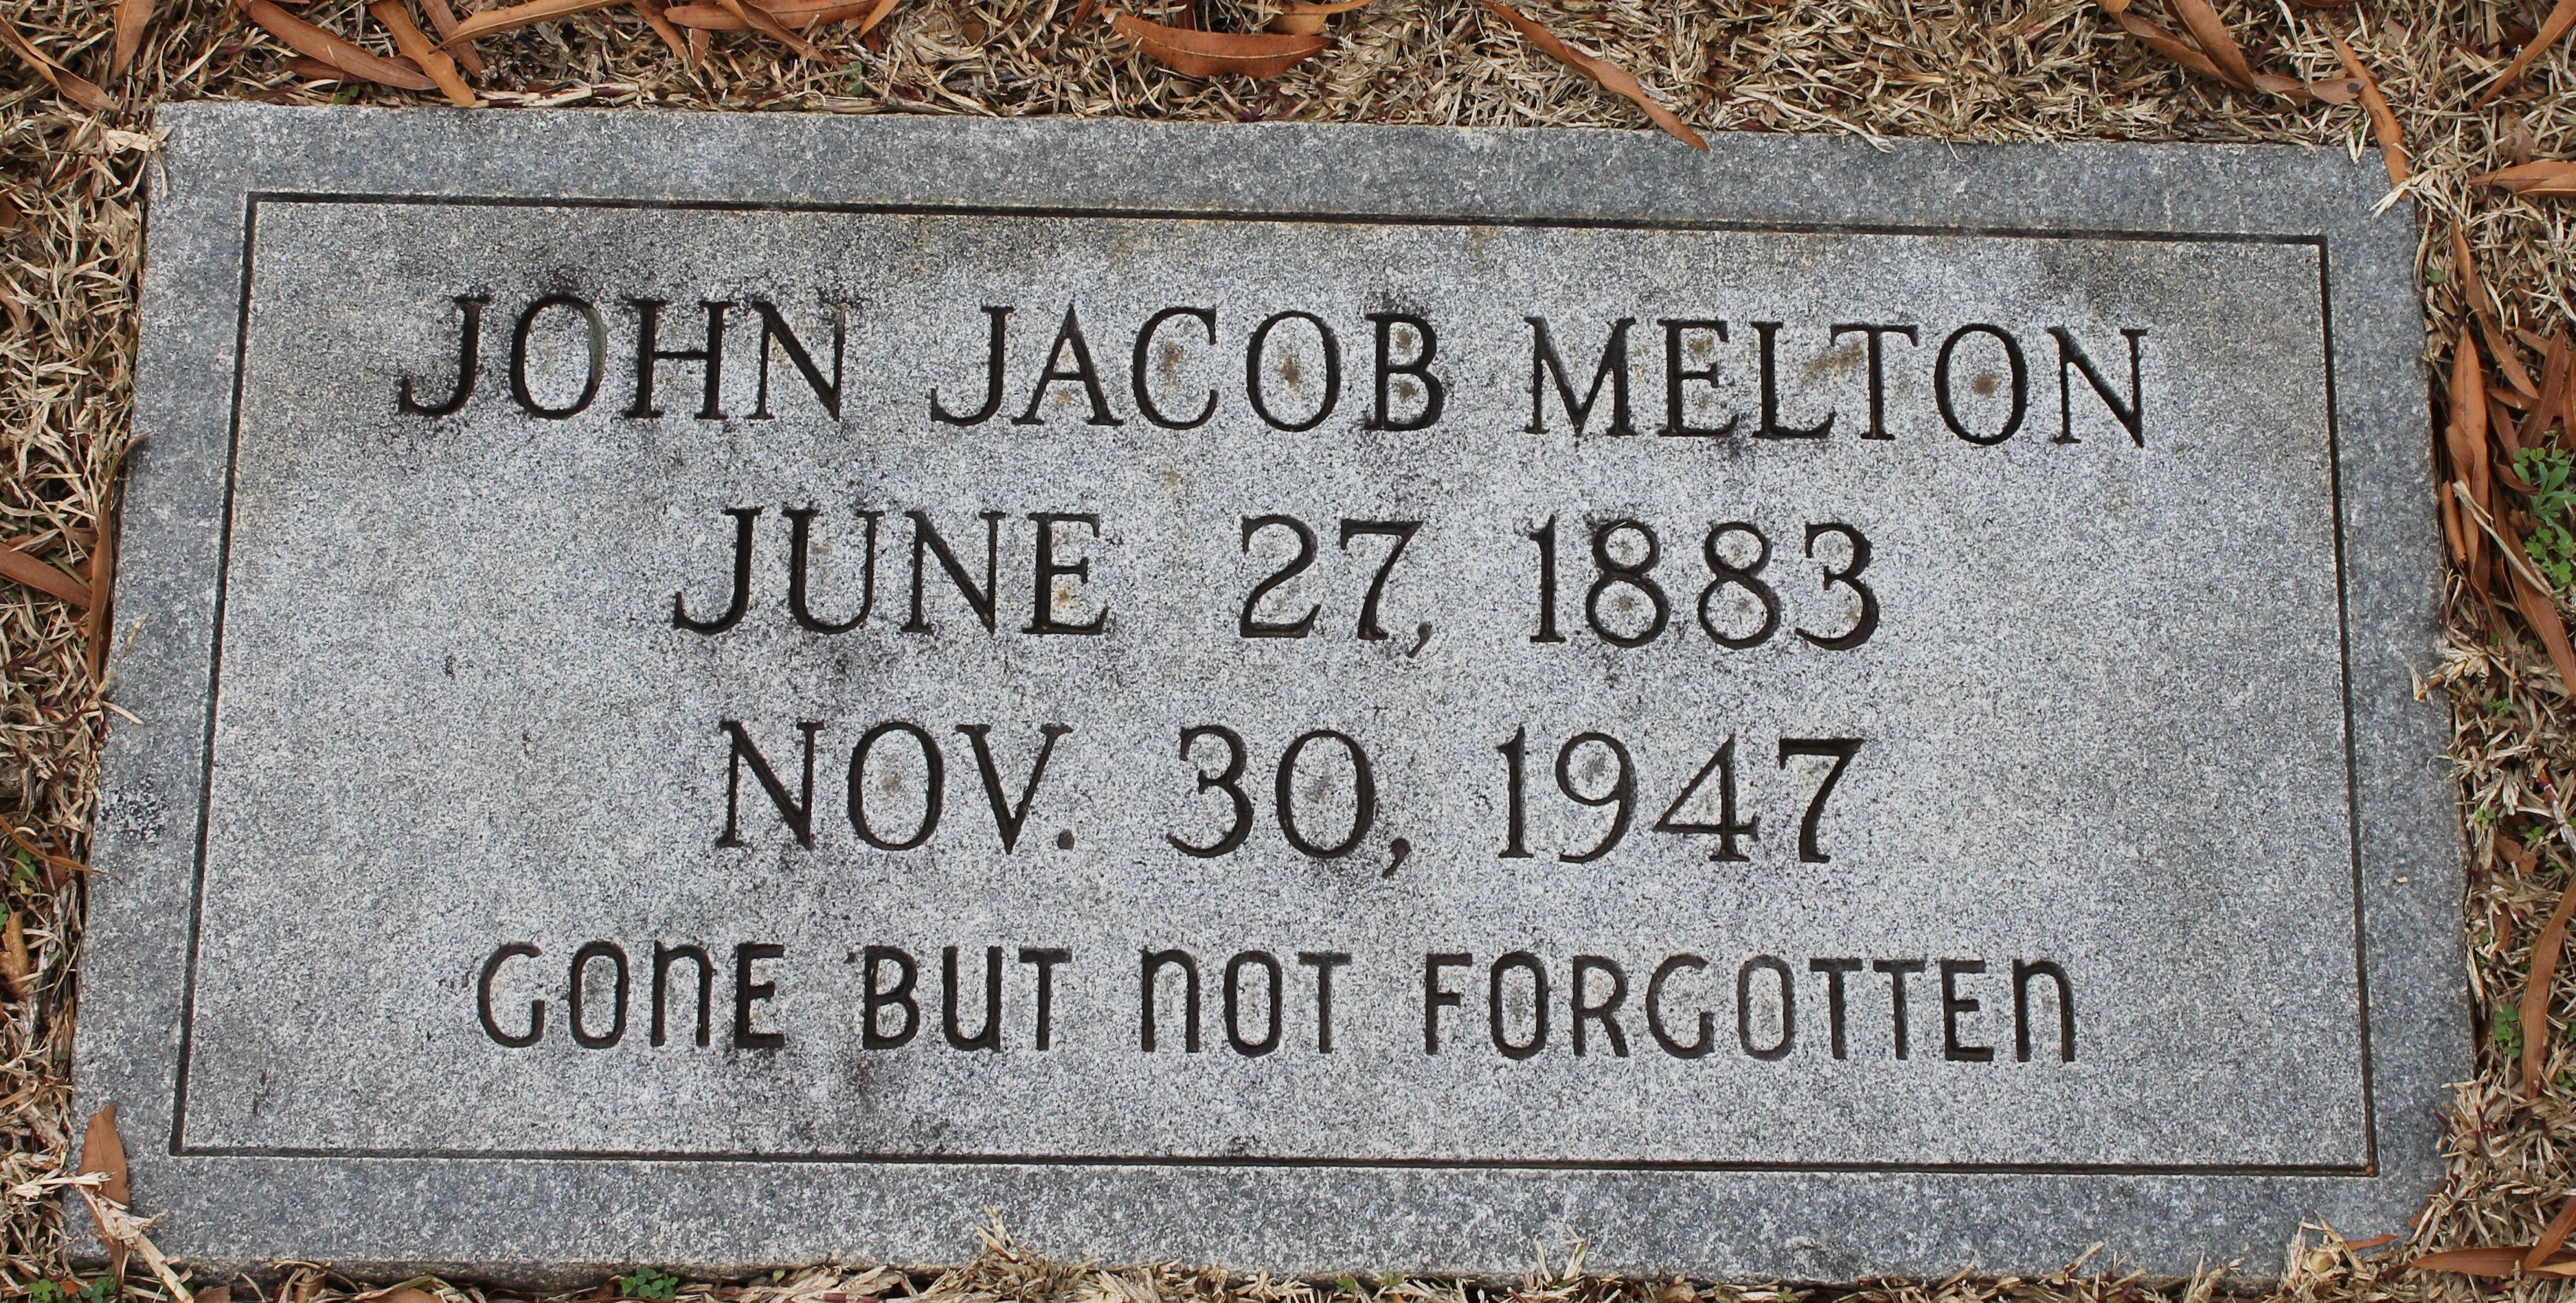 JOHN JACOB MELTON
JUNE 27, 1883
NOV. 30, 1947
GONE BUT NOT FORGOTTEN